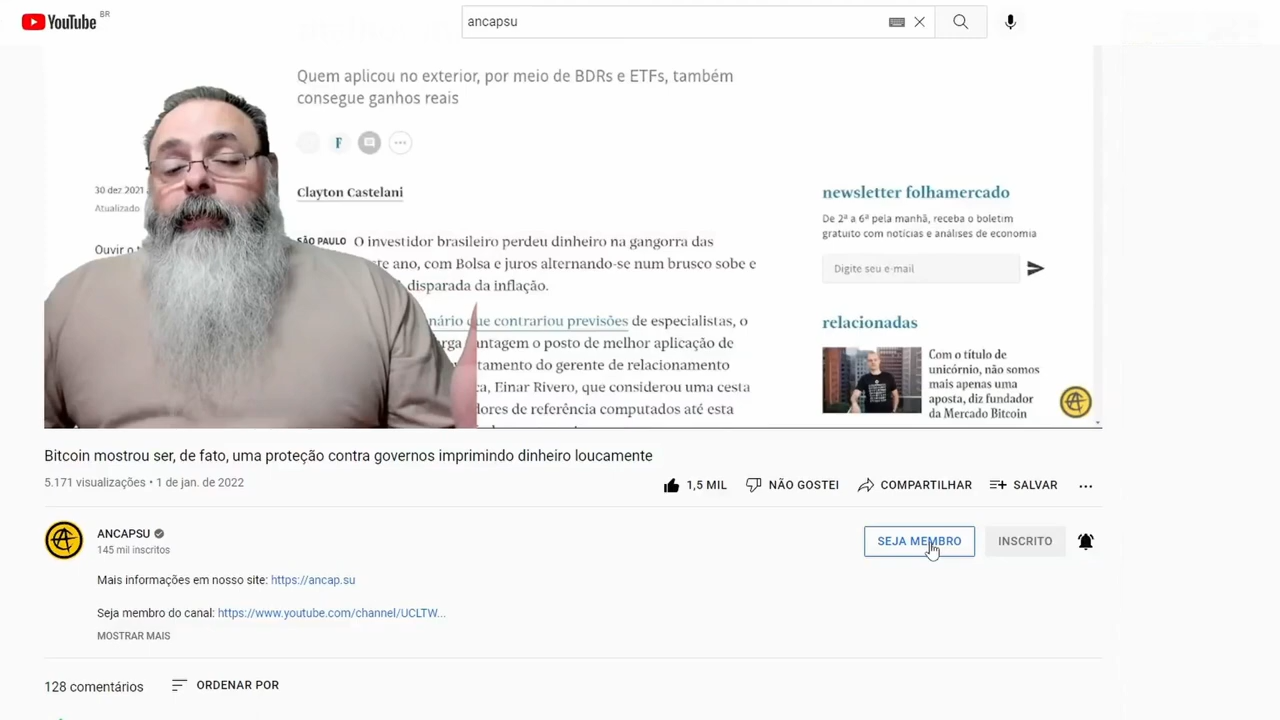 YouTube BR
ancapsu
Quem aplicou no exterior, por meio de BDRs e ETFs, também
consegue ganhos reais
F
30 dez 2021
Clayton Castelani
Atualizado
newsletter folhamercado
De 2ª a 6ª pela manhã, receba o boletim
gratuito com notícias e análises de economia
Ouvir o
SÃO PAULO O investidor brasileiro perdeu dinheiro na gangorra das
te ano, com Bolsa e juros alternando-se num brusco sobe e
disparada da inflação.
Digite seu e-mail
nário que contrariou previsões de especialistas, o
rga vantagem o posto de melhor aplicação de
tamento do gerente de relacionamento
ca, Einar Rivero, que considerou uma cesta
dores de referência computados até esta
relacionadas
Com o título de
unicórnio, não somos
mais apenas uma
aposta, diz fundador
da Mercado Bitcoin
Bitcoin mostrou ser, de fato, uma proteção contra governos imprimindo dinheiro loucamente
5.171 visualizações • 1 de jan. de 2022
1,5 MIL NÃO GOSTEI COMPARTILHAR SALVAR
ANCAPSU
145 mil inscritos
SEJA MEMBRO INSCRITO
Mais informações em nosso site: https://ancap.su
Seja membro do canal: https://www.youtube.com/channel/UCLTW...
MOSTRAR MAIS
128 comentários ORDENAR POR